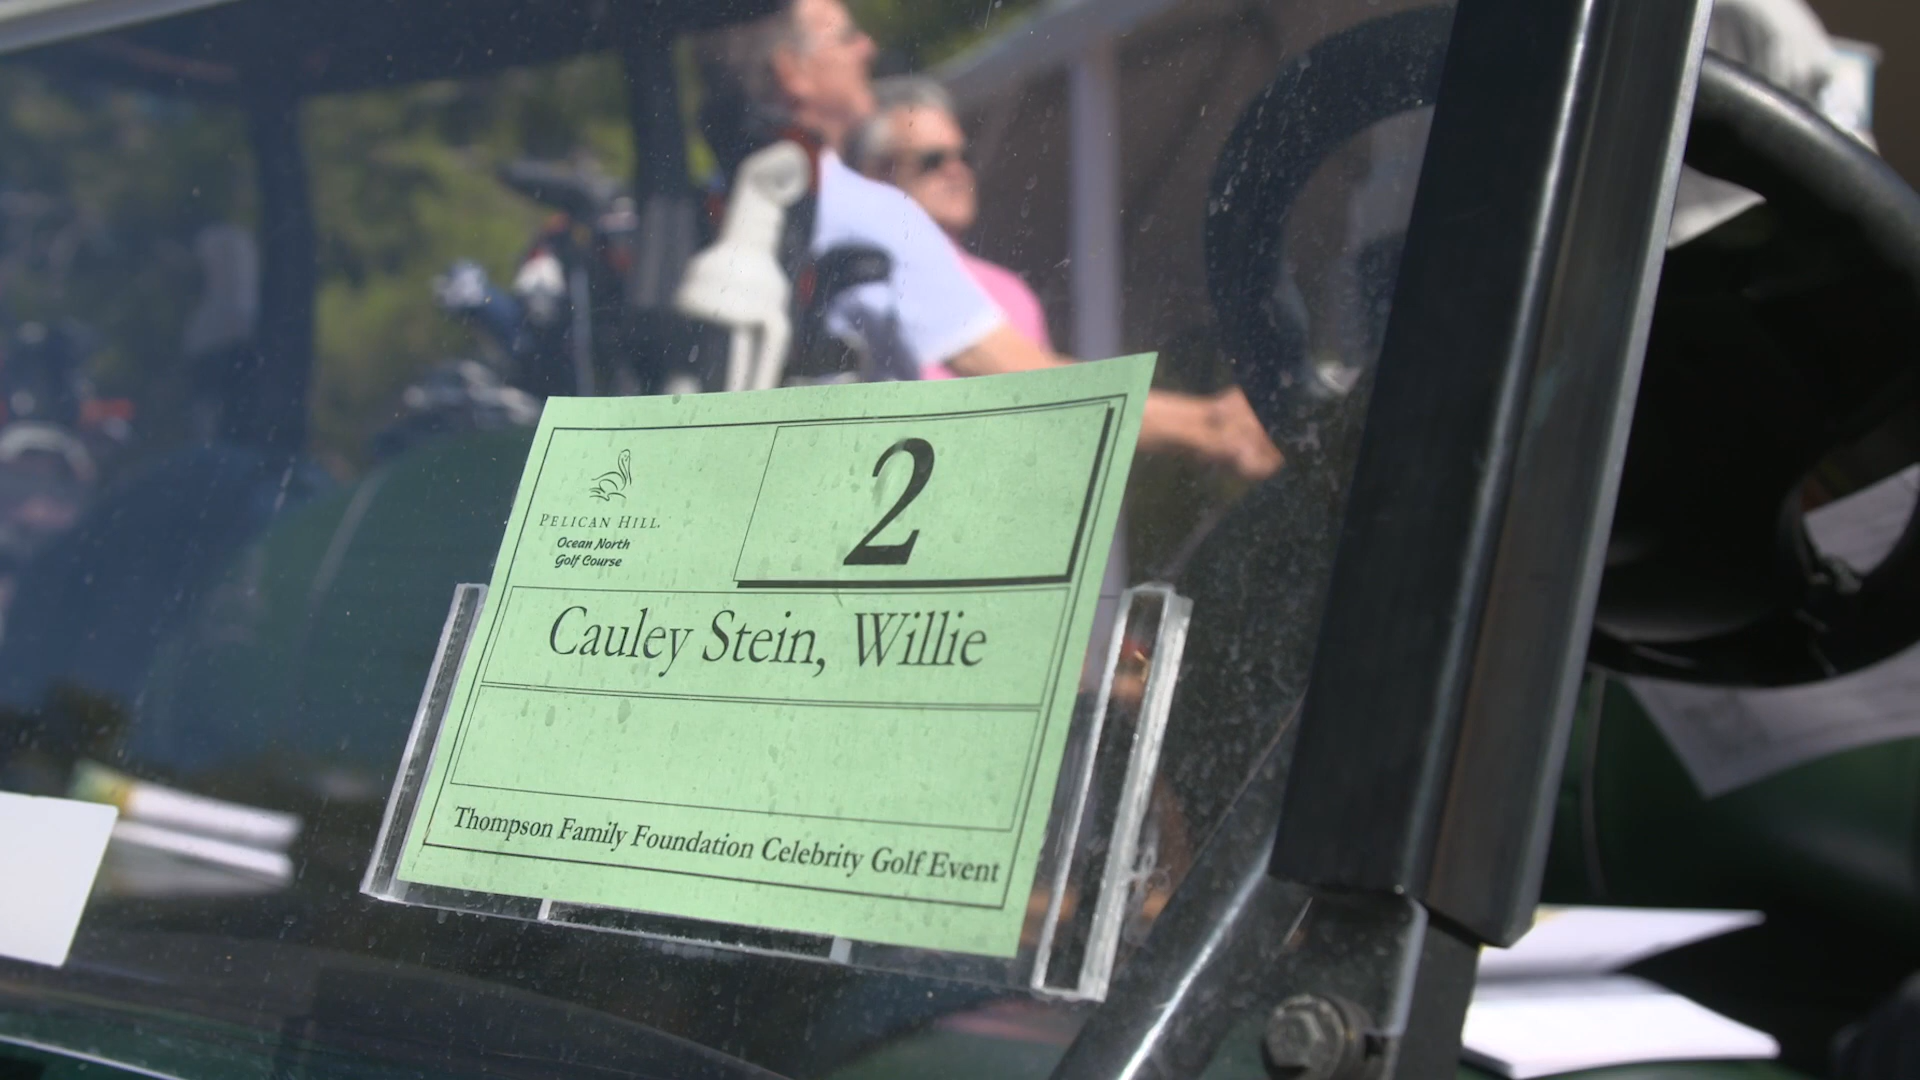 2
PELICAN HILL.
Ocean North
Golf Course
Cauley Stein, Willie
Thompson Family Foundation Celebrity Golf Event